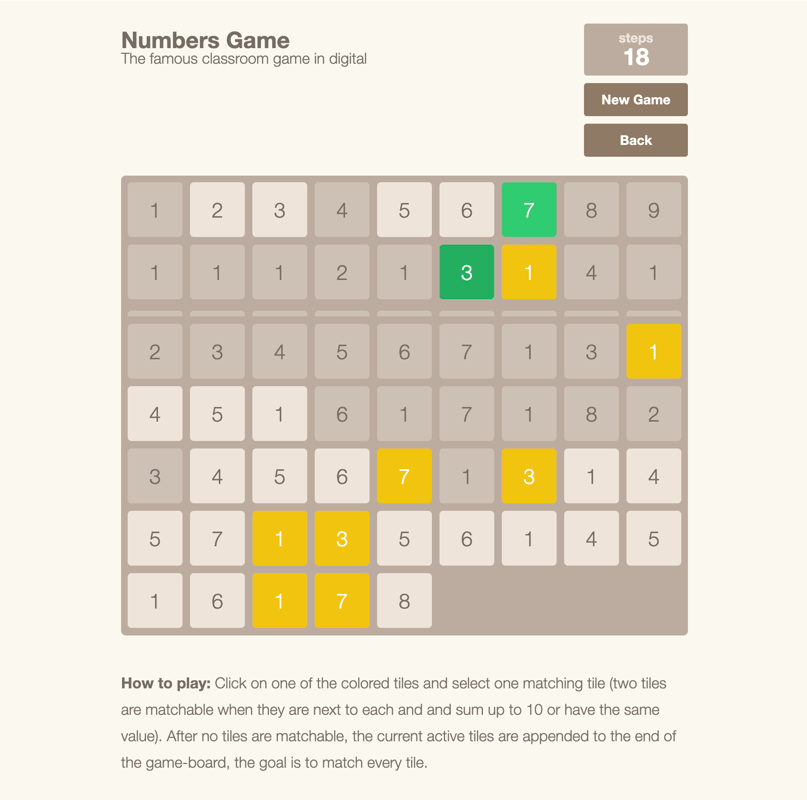 Numbers Game
The famous classroom game in digital
steps
18
New Game
Back
1 2 3 4 5 6 7 8 9
1 1 1 2 1 3 1 4 1
2 3 4 5 6 7 1 3 1
4 5 1 6 1 7 1 8 2
3 4 5 6 7 1 3 1 4
5 7 1 3 5 6 1 4 5
1 6 1 7 8
How to play: Click on one of the colored tiles and select one matching tile (two tiles
are matchable when they are next to each and and sum up to 10 or have the same
value). After no tiles are matchable, the current active tiles are appended to the end of
the game-board, the goal is to match every tile.